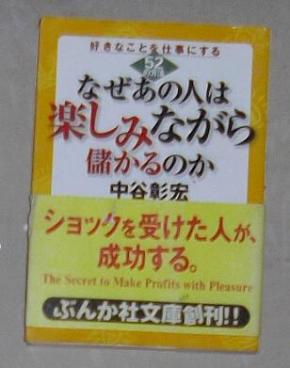 好きなことを仕事にする
52
の方法
なぜあの人は
楽しみながら
儲かるのか
中谷彰宏
ショックを受けた人が、
成功する。
The Secret to Make Profits with Pleasure
ぶんか社文庫創刊!!